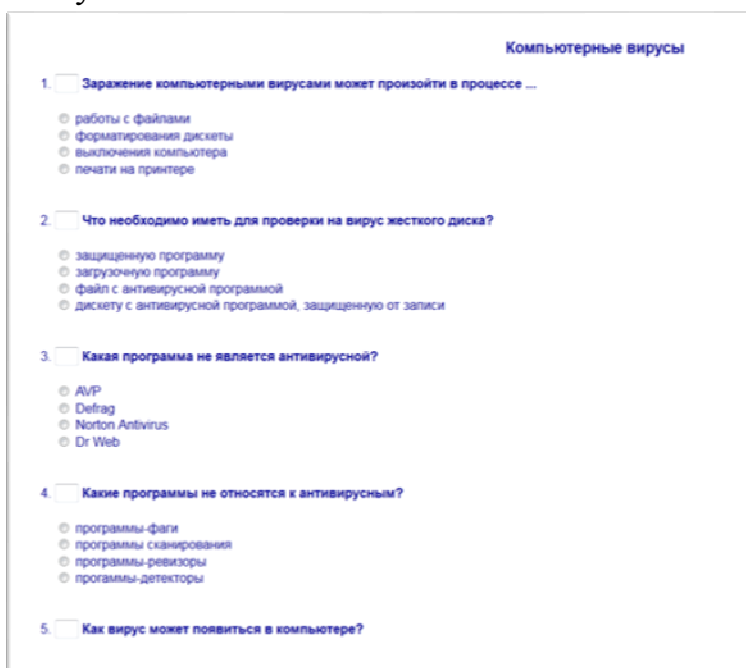 Компьютерные вирусы
1. Заражение компьютерными вирусами может произойти в процессе ...
работы с файлами
форматирования дискеты
выключения компьютера
печати на принтере
2. Что необходимо иметь для проверки на вирус жесткого диска?
защищенную программу
загрузочную программу
файл с антивирусной программой
дискету с антивирусной программой, защищенную от записи
3. Какая программа не является антивирусной?
AVP
Defrag
Norton Antivirus
Dr Web
4. Какие программы не относятся к антивирусным?
программы-фаги
программы сканирования
программы-ревизоры
прогаммы-детекторы
5. Как вирус может появиться в компьютере?